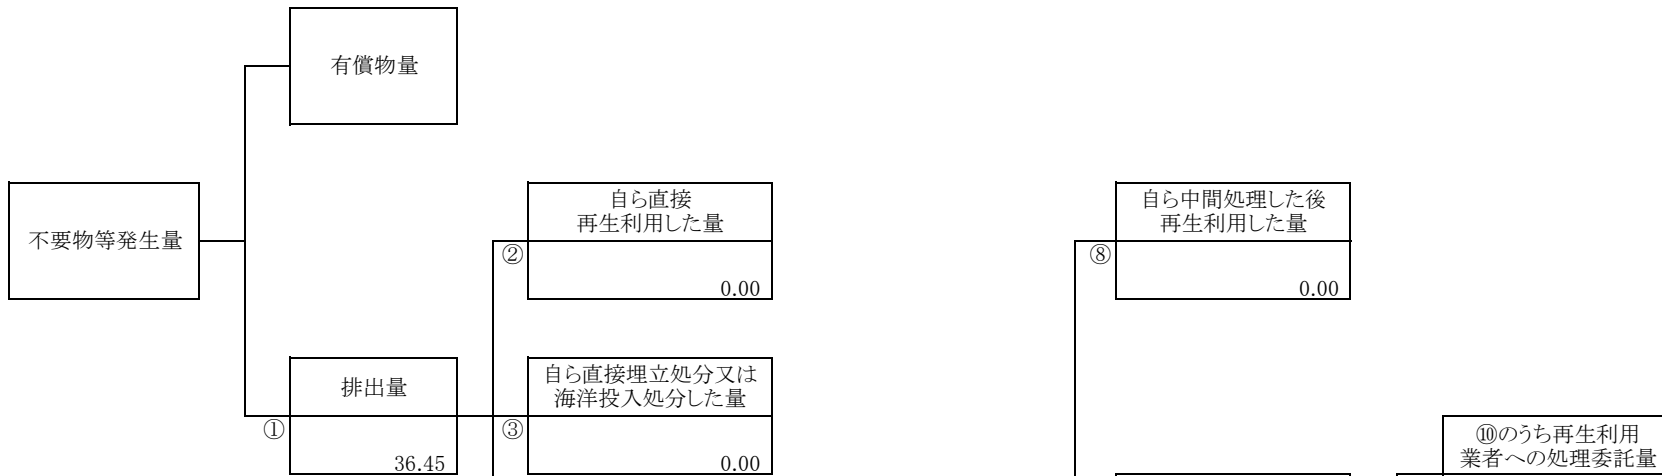 有償物量
不要物等発生量
自ら直接
再生利用した量
②
0.00
自ら中間処理した後
再生利用した量
⑧
0.00
排出量
①
36.45
自ら直接埋立処分又は
海洋投入処分した量
③
0.00
⑩のうち再生利用
業者への処理委託量